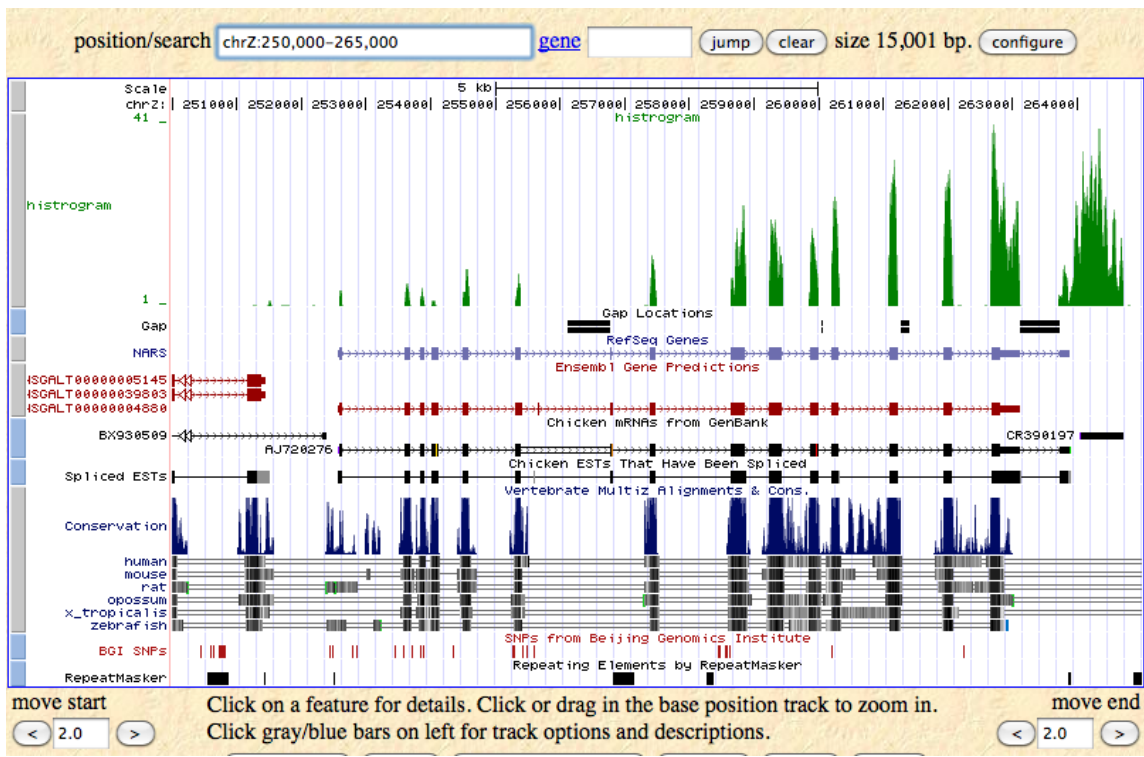 position/search chrZ:250,000-265,000 gene jump clear size 15,001 bp. configure
Scale 5 kb
chrZ: 251000 252000 253000 254000 255000 256000 257000 258000 259000 260000 261000 262000 263000 264000
41 _ histrogram
histrogram
1 _
Gap Locations
Gap
RefSeq Genes
NARS
Ensembl Gene Predictions
ISGALT00000005145
ISGALT00000039803
ISGALT00000004880
Chicken mRNAs from GenBank
BX930509 CR390197
AJ720276
Chicken ESTs That Have Been Spliced
Spliced ESTs
Vertebrate Multiz Alignments & Cons.
Conservation
human
mouse
rat
opossum
x_tropicalis
zebrafish
SNPs from Beijing Genomics Institute
BGI SNPs
Repeating Elements by RepeatMasker
RepeatMasker
move start Click on a feature for details. Click or drag in the base position track to zoom in. move end
< 2.0 > Click gray/blue bars on left for track options and descriptions. < 2.0 >